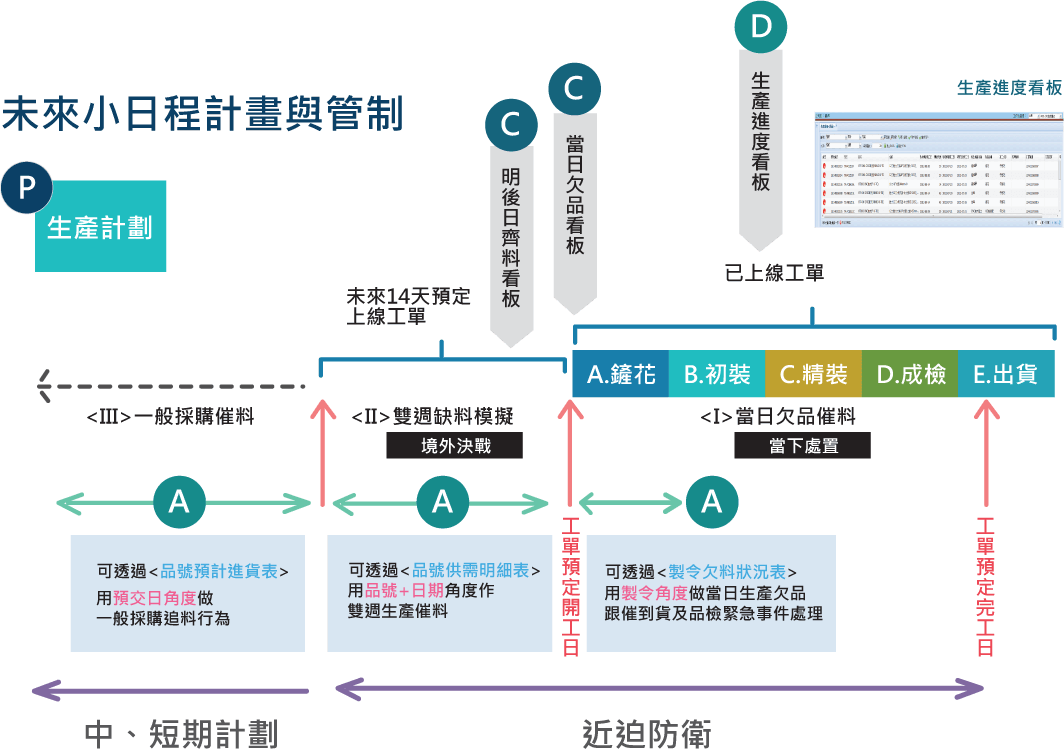 D
C
生產進度看板
生產進度看板
未來小日程計畫與管制
C
當日欠品看板
P
明後日齊料看板
生產計劃
已上線工單
未來14天預定
上線工單
A.鏟花
B.初裝
C.精裝
D.成檢
E.出貨
<III>一般採購催料
<II>雙週缺料模擬
<I>當日欠品催料
境外決戰
當下處置
A
A
A
工單預定開工日
工單預定完工日
可透過<品號預計進貨表>
用預交日角度做
一般採購追料行為
可透過<品號供需明細表>
用品號+日期角度作
雙週生產催料
可透過<製令欠料狀況表>
用製令角度做當日生產欠品
跟催到貨及品檢緊急事件處理
中、短期計劃
近迫防衛